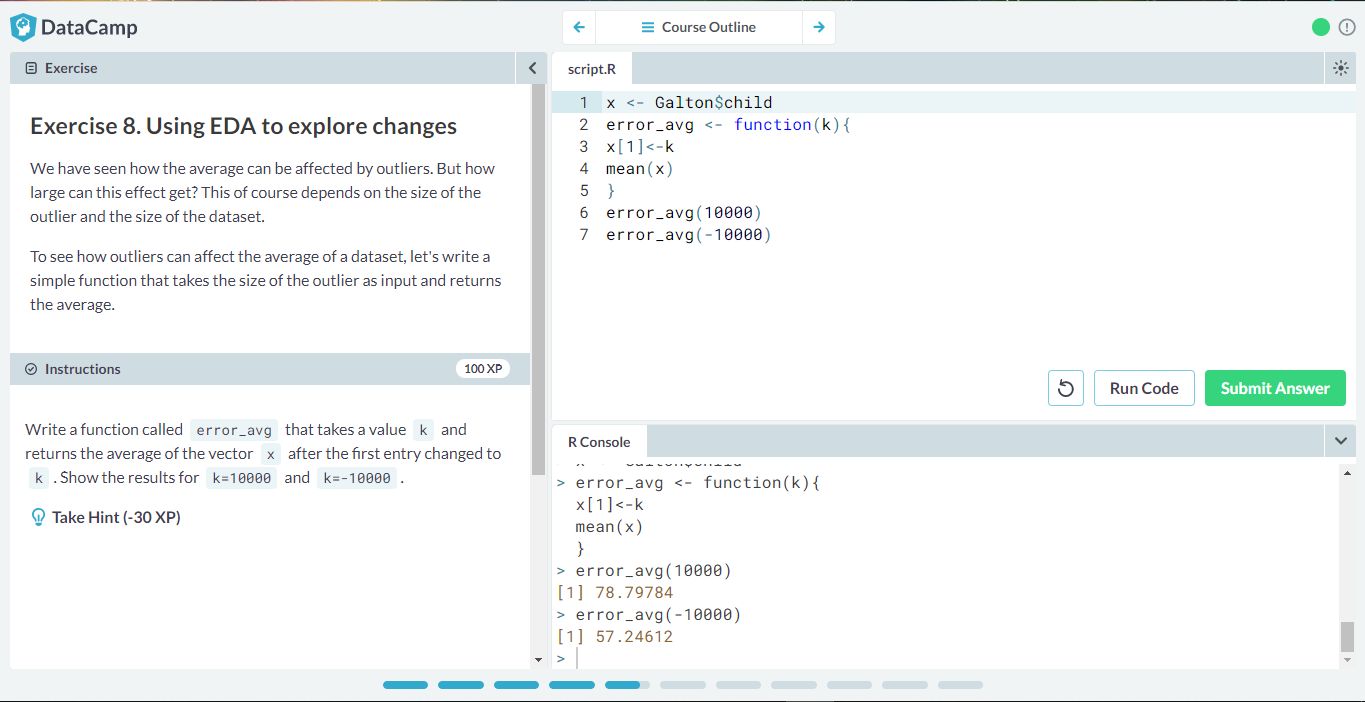 DataCamp
Course Outline
Exercise
script.R
Exercise 8. Using EDA to explore changes
We have seen how the average can be affected by outliers. But how
large can this effect get? This of course depends on the size of the
outlier and the size of the dataset.
To see how outliers can affect the average of a dataset, let's write a
simple function that takes the size of the outlier as input and returns
the average.
Instructions
100 XP
Write a function called error_avg that takes a value k and
returns the average of the vector x after the first entry changed to
k . Show the results for k=10000 and k=-10000 .
Take Hint (-30 XP)
1 x <- Galton$child
2 error_avg <- function(k){
3 x[1]<-k
4 mean(x)
5 }
6 error_avg(10000)
7 error_avg(-10000)
Run Code
Submit Answer
R Console
> error_avg <- function(k){
x[1]<-k
mean(x)
}
> error_avg(10000)
[1] 78.79784
> error_avg(-10000)
[1] 57.24612
>